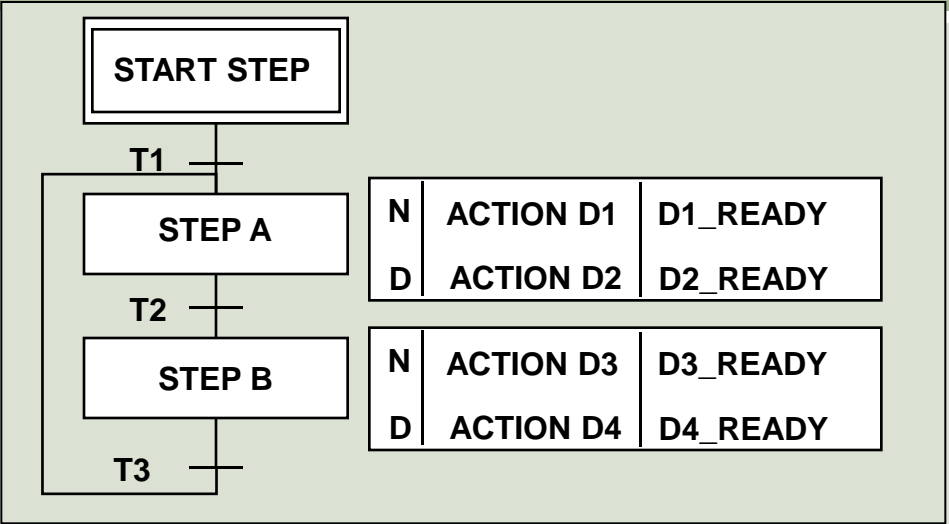 START STEP
T1
STEP A
N ACTION D1 D1_READY
D ACTION D2 D2_READY
T2
STEP B
N ACTION D3 D3_READY
D ACTION D4 D4_READY
T3